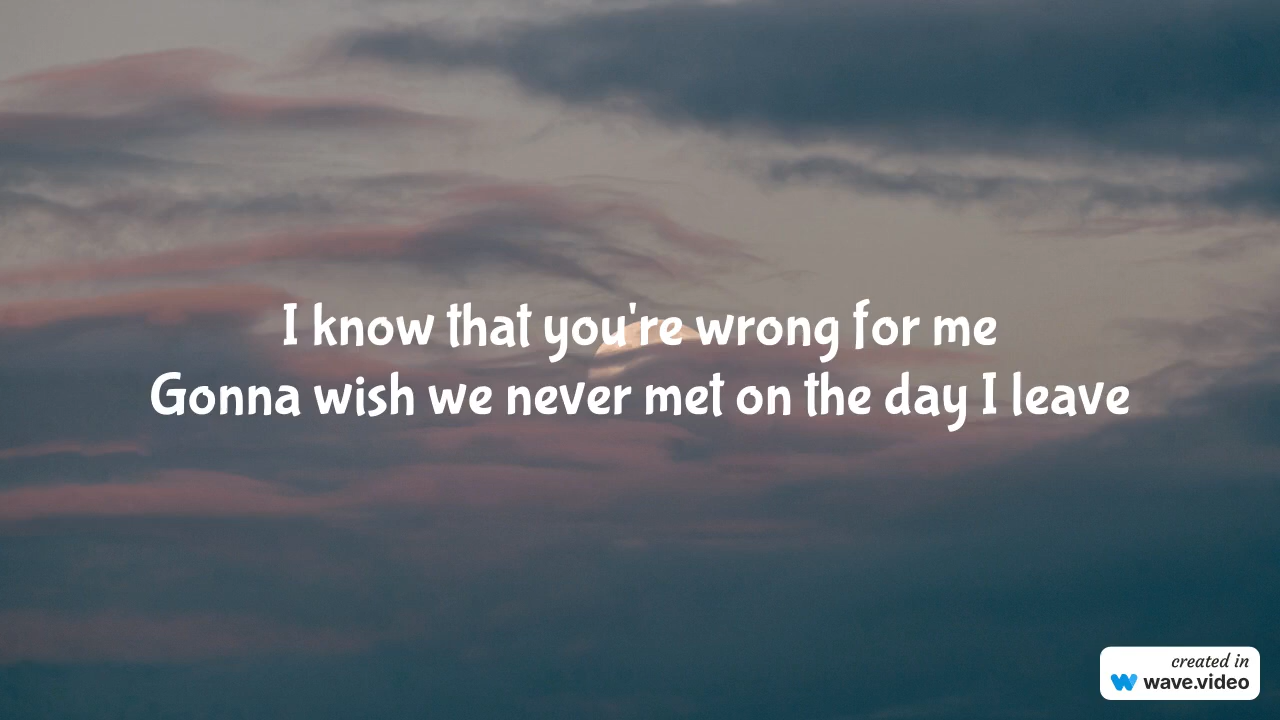 I know that you're wrong for me
Gonna wish we never met on the day I leave
created in
wave.video